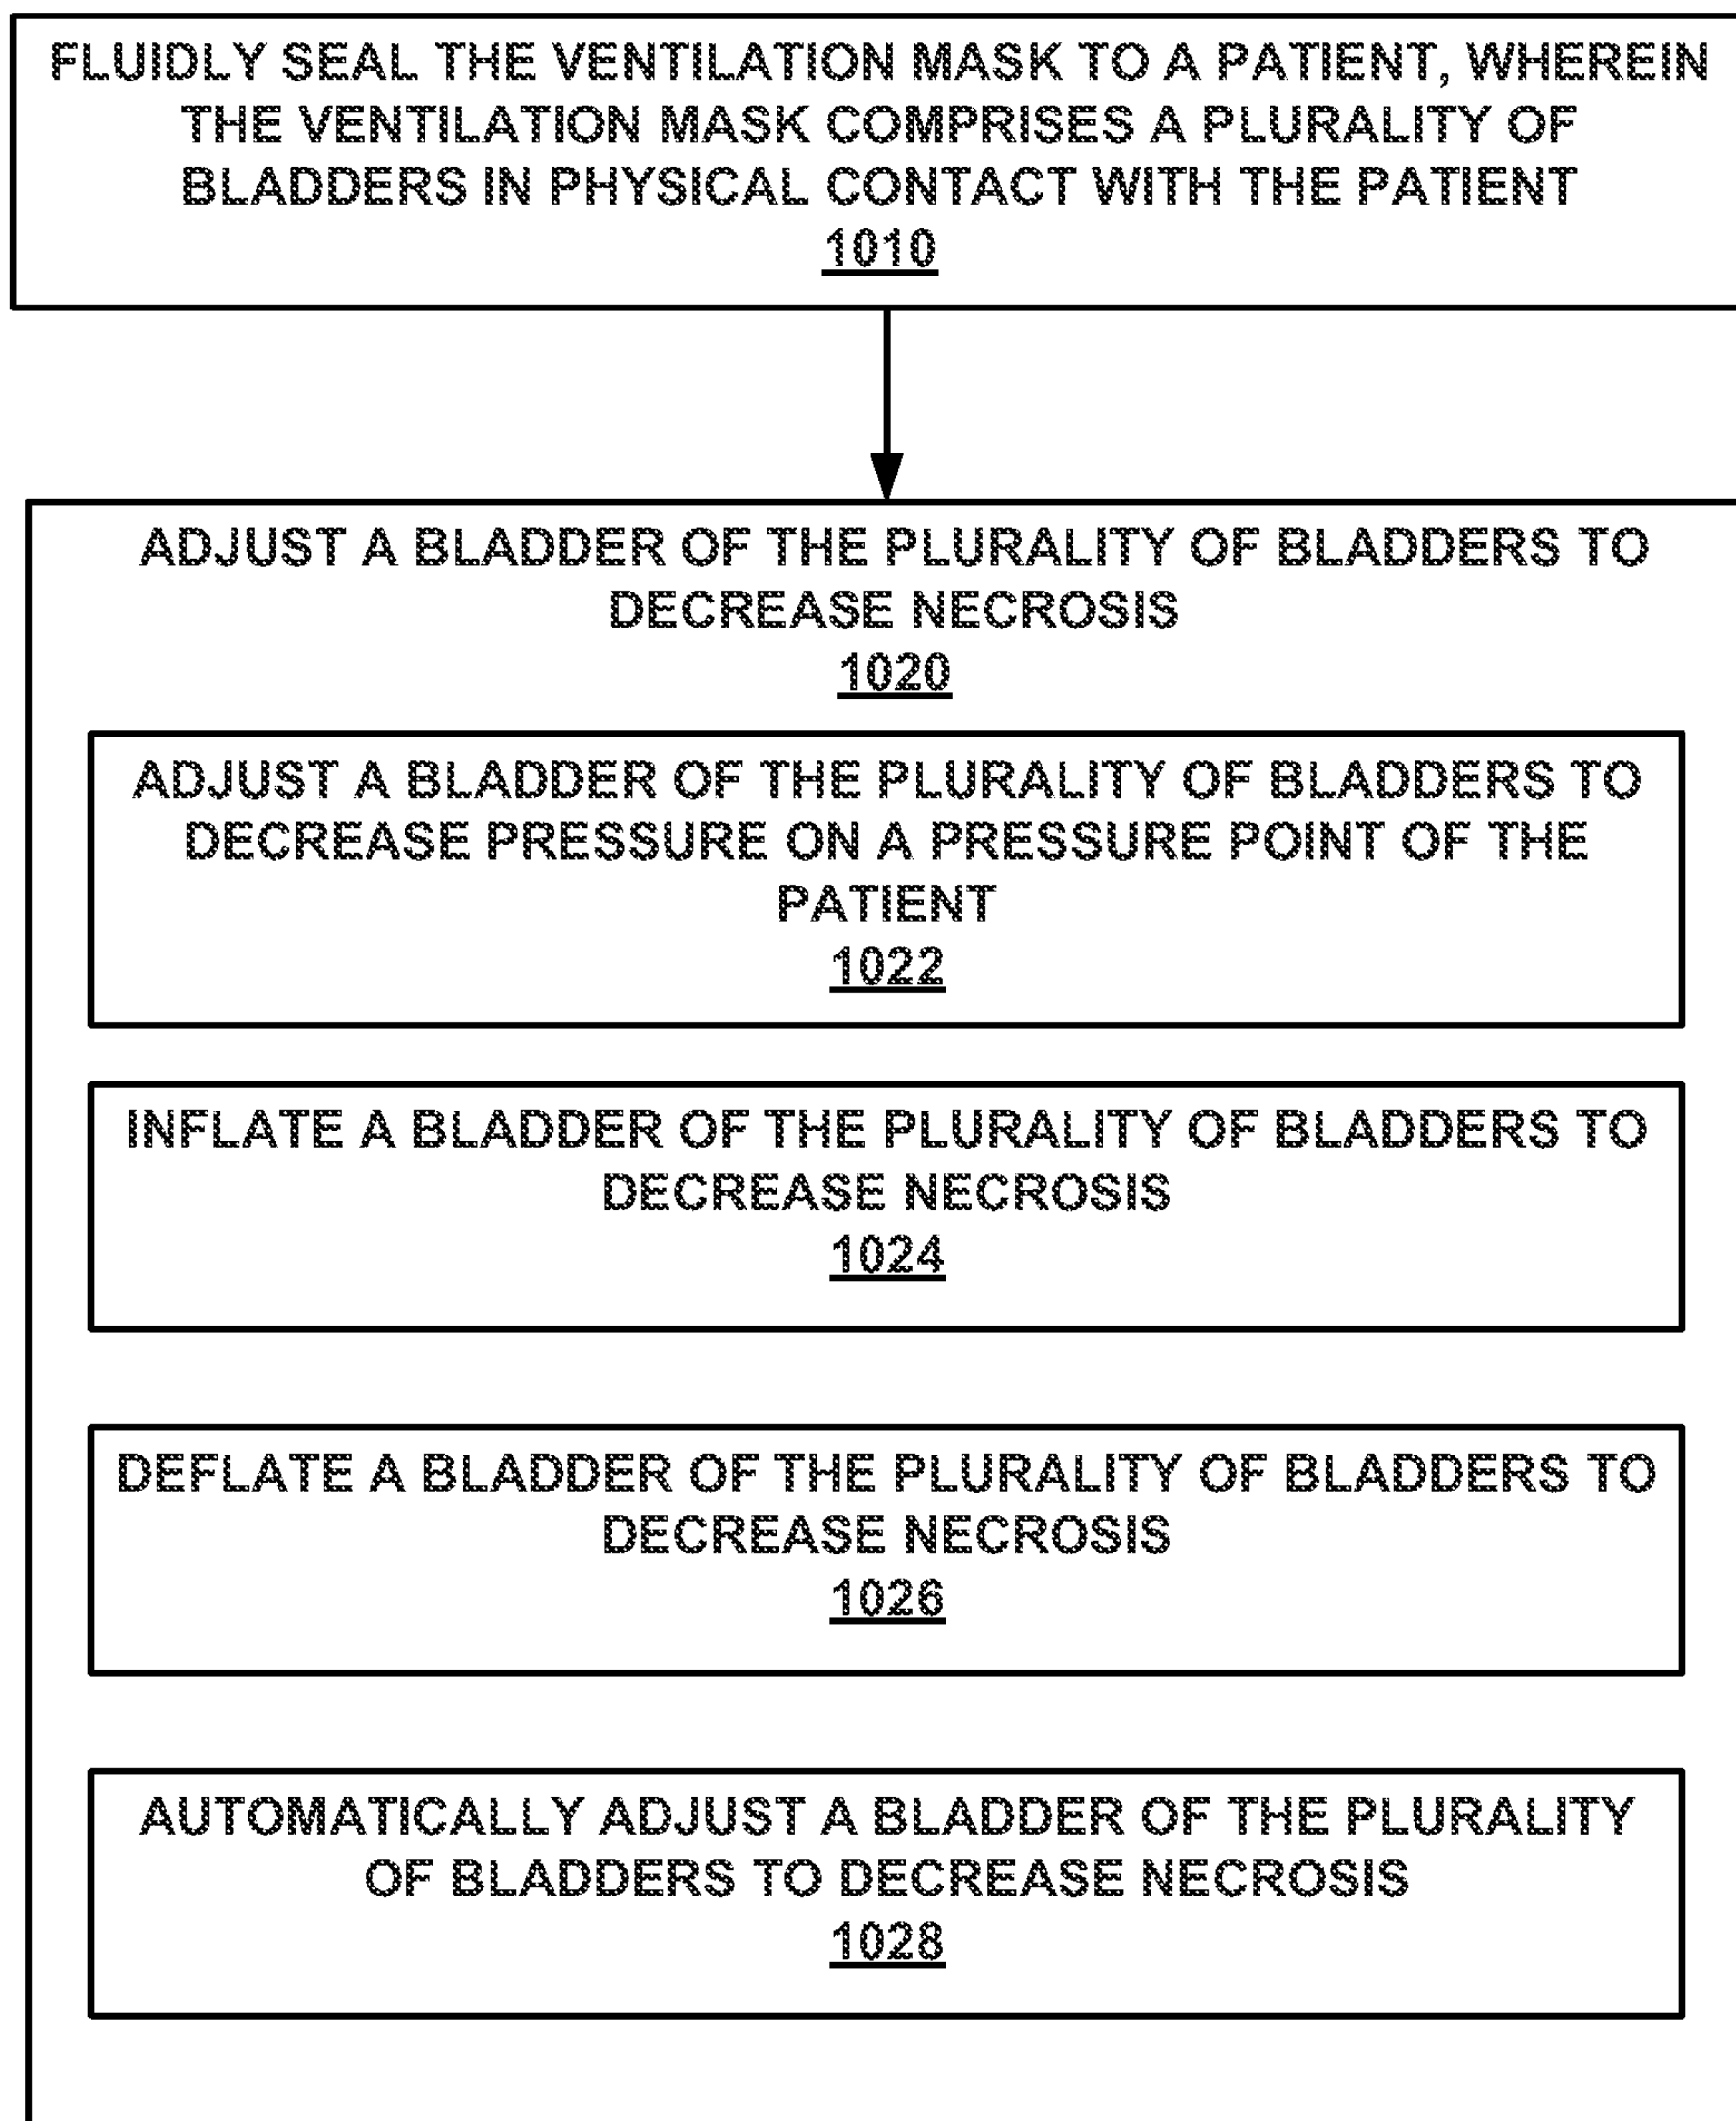 FLUIDLY SEAL THE VENTILATION MASK TO A PATIENT, WHEREIN
THE VENTILATION MASK COMPRISES A PLURALITY OF
BLADDERS IN PHYSICAL CONTACT WITH THE PATIENT
1010
ADJUST A BLADDER OF THE PLURALITY OF BLADDERS TO
DECREASE NECROSIS
1020
ADJUST A BLADDER OF THE PLURALITY OF BLADDERS TO
DECREASE PRESSURE ON A PRESSURE POINT OF THE
PATIENT
1022
INFLATE A BLADDER OF THE PLURALITY OF BLADDERS TO
DECREASE NECROSIS
1024
DEFLATE A BLADDER OF THE PLURALITY OF BLADDERS TO
DECREASE NECROSIS
1026
AUTOMATICALLY ADJUST A BLADDER OF THE PLURALITY
OF BLADDERS TO DECREASE NECROSIS
1028